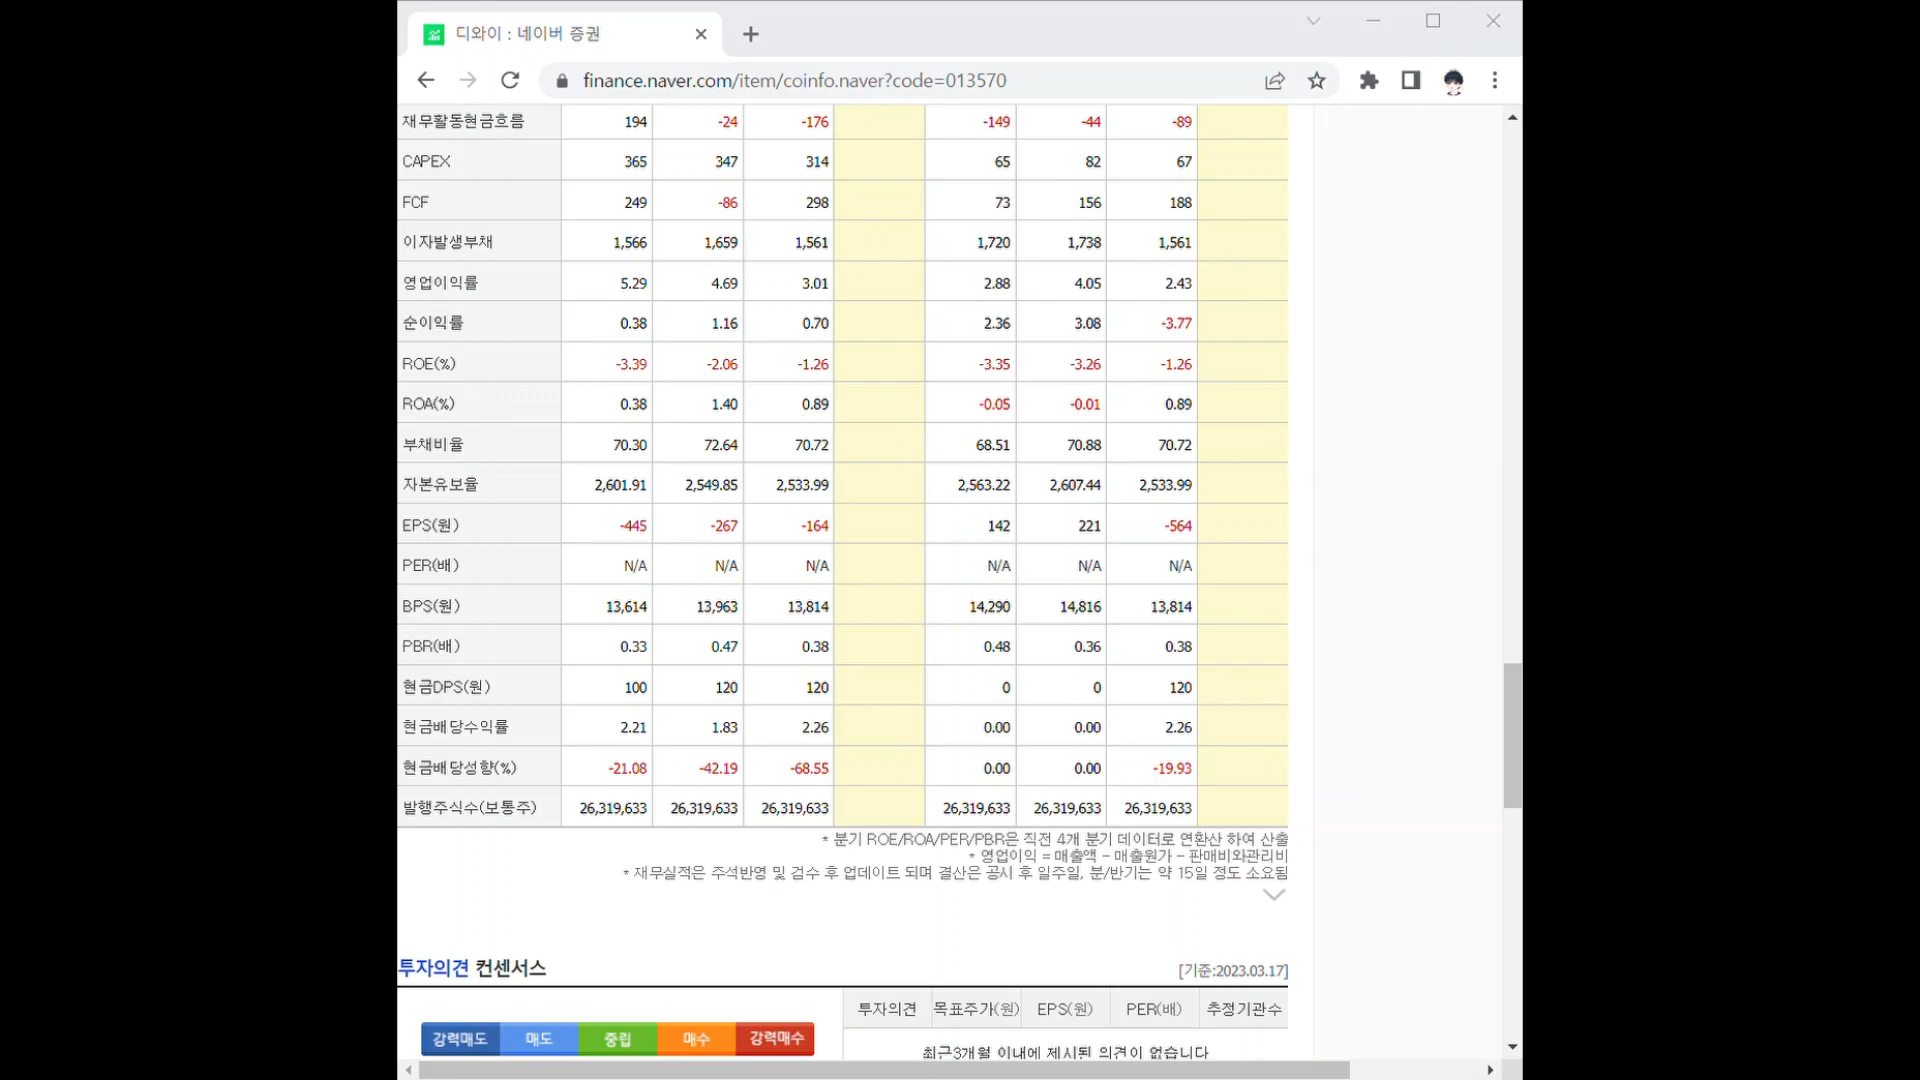 디와이 : 네이버 증권
finance.naver.com/item/coinfo.naver?code=013570
재무활동현금흐름 194 -24 -176 -149 -44 -89
CAPEX 365 347 314 65 82 67
FCF 249 -86 298 73 156 188
이자발생부채 1,566 1,659 1,561 1,720 1,738 1,561
영업이익률 5.29 4.69 3.01 2.88 4.05 2.43
순이익률 0.38 1.16 0.70 2.36 3.08 -3.77
ROE(%) -3.39 -2.06 -1.26 -3.35 -3.26 -1.26
ROA(%) 0.38 1.40 0.89 -0.05 -0.01 0.89
부채비율 70.30 72.64 70.72 68.51 70.88 70.72
자본유보율 2,601.91 2,549.85 2,533.99 2,563.22 2,607.44 2,533.99
EPS(원) -445 -267 -164 142 221 -564
PER(배) N/A N/A N/A N/A N/A N/A
BPS(원) 13,614 13,963 13,814 14,290 14,816 13,814
PBR(배) 0.33 0.47 0.38 0.48 0.36 0.38
현금DPS(원) 100 120 120 0 0 120
현금배당수익률 2.21 1.83 2.26 0.00 0.00 2.26
현금배당성향(%) -21.08 -42.19 -68.55 0.00 0.00 -19.93
발행주식수(보통주) 26,319,633 26,319,633 26,319,633 26,319,633 26,319,633 26,319,633
* 분기 ROE/ROA/PER/PBR은 직전 4개 분기 데이터로 연환산 하여 산출
* 영업이익 = 매출액 - 매출원가 - 판매비와관리비
* 재무실적은 주석반영 및 검수 후 업데이트 되며 결산은 공시 후 일주일, 분/반기는 약 15일 정도 소요됨
투자의견 컨센서스 [기준:2023.03.17]
투자의견 목표주가(원) EPS(원) PER(배) 추정기관수
강력매도 매도 중립 매수 강력매수
최근3개월 이내에 제시된 의견이 없습니다